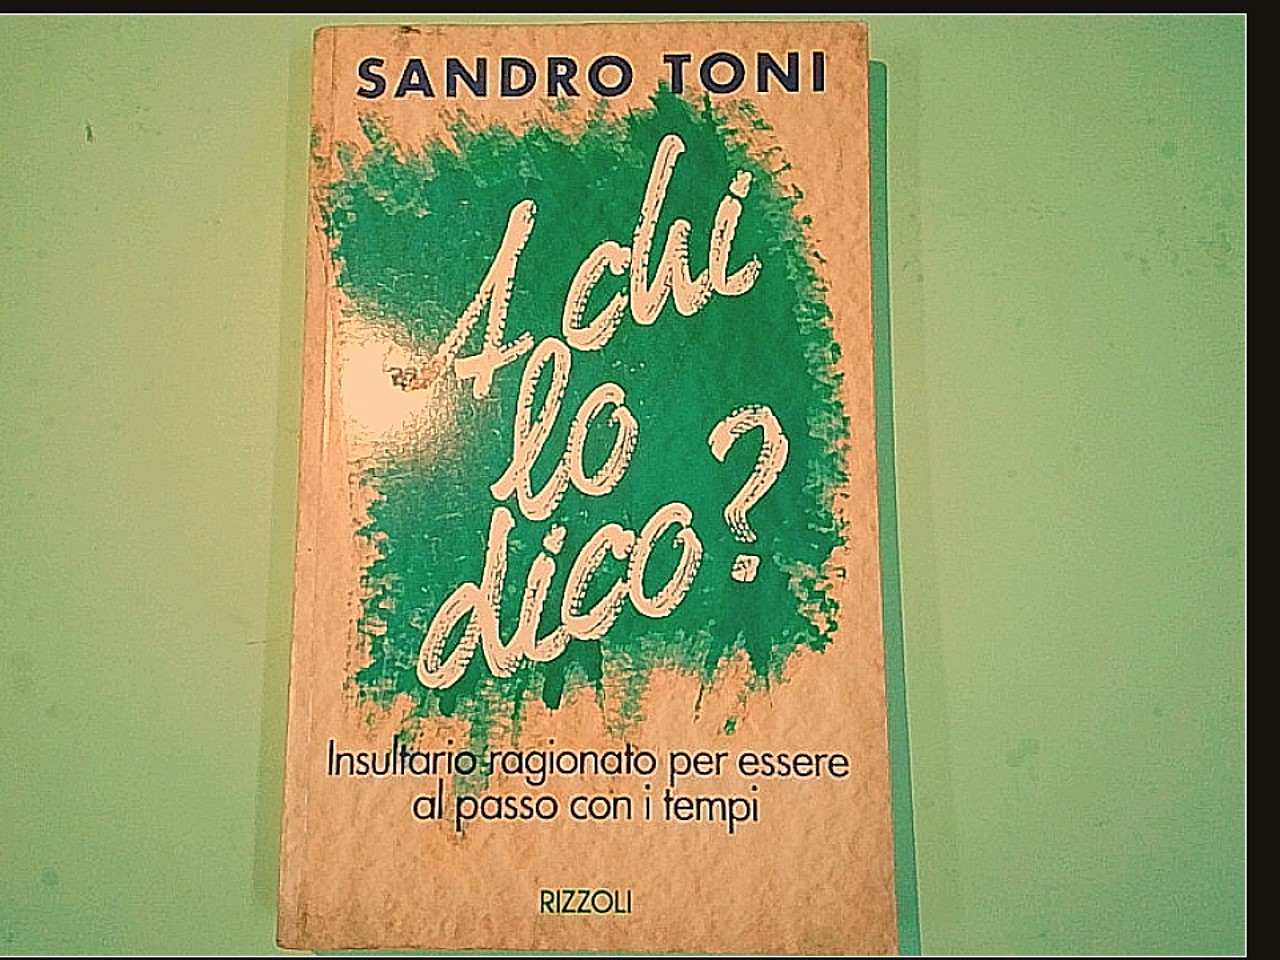 SANDRO TONI
A chi
lo
dico?
Insultario ragionato per essere
al passo con i tempi
RIZZOLI